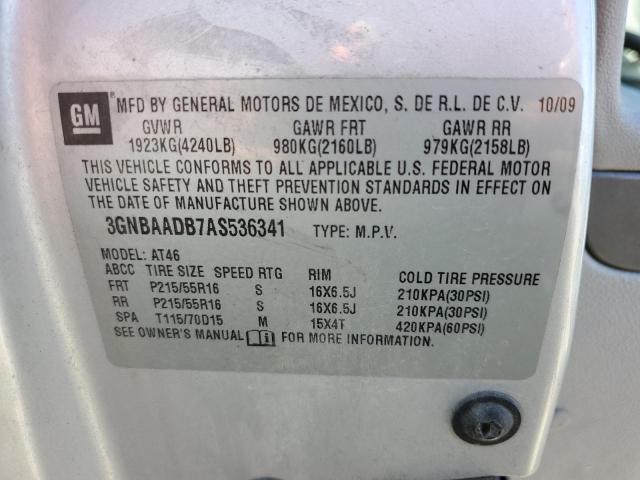 GM ® MFD BY GENERAL MOTORS DE MEXICO, S. DE R.L. DE C.V. 10/09
GVWR GAWR FRT GAWR RR
1923KG(4240LB) 980KG(2160LB) 979KG(2158LB)
THIS VEHICLE CONFORMS TO ALL APPLICABLE U.S. FEDERAL MOTOR
VEHICLE SAFETY AND THEFT PREVENTION STANDARDS IN EFFECT ON
THE DATE OF MANUFACTURE SHOWN ABOVE.
3GNBAADB7AS536341 TYPE: M.P.V.
MODEL: AT46
ABCC TIRE SIZE SPEED RTG RIM COLD TIRE PRESSURE
FRT P215/55R16 S 16X6.5J 210KPA(30PSI)
RR P215/55R16 S 16X6.5J 210KPA(30PSI)
SPA T115/70D15 M 15X4T 420KPA(60PSI)
SEE OWNER'S MANUAL FOR MORE INFORMATION.